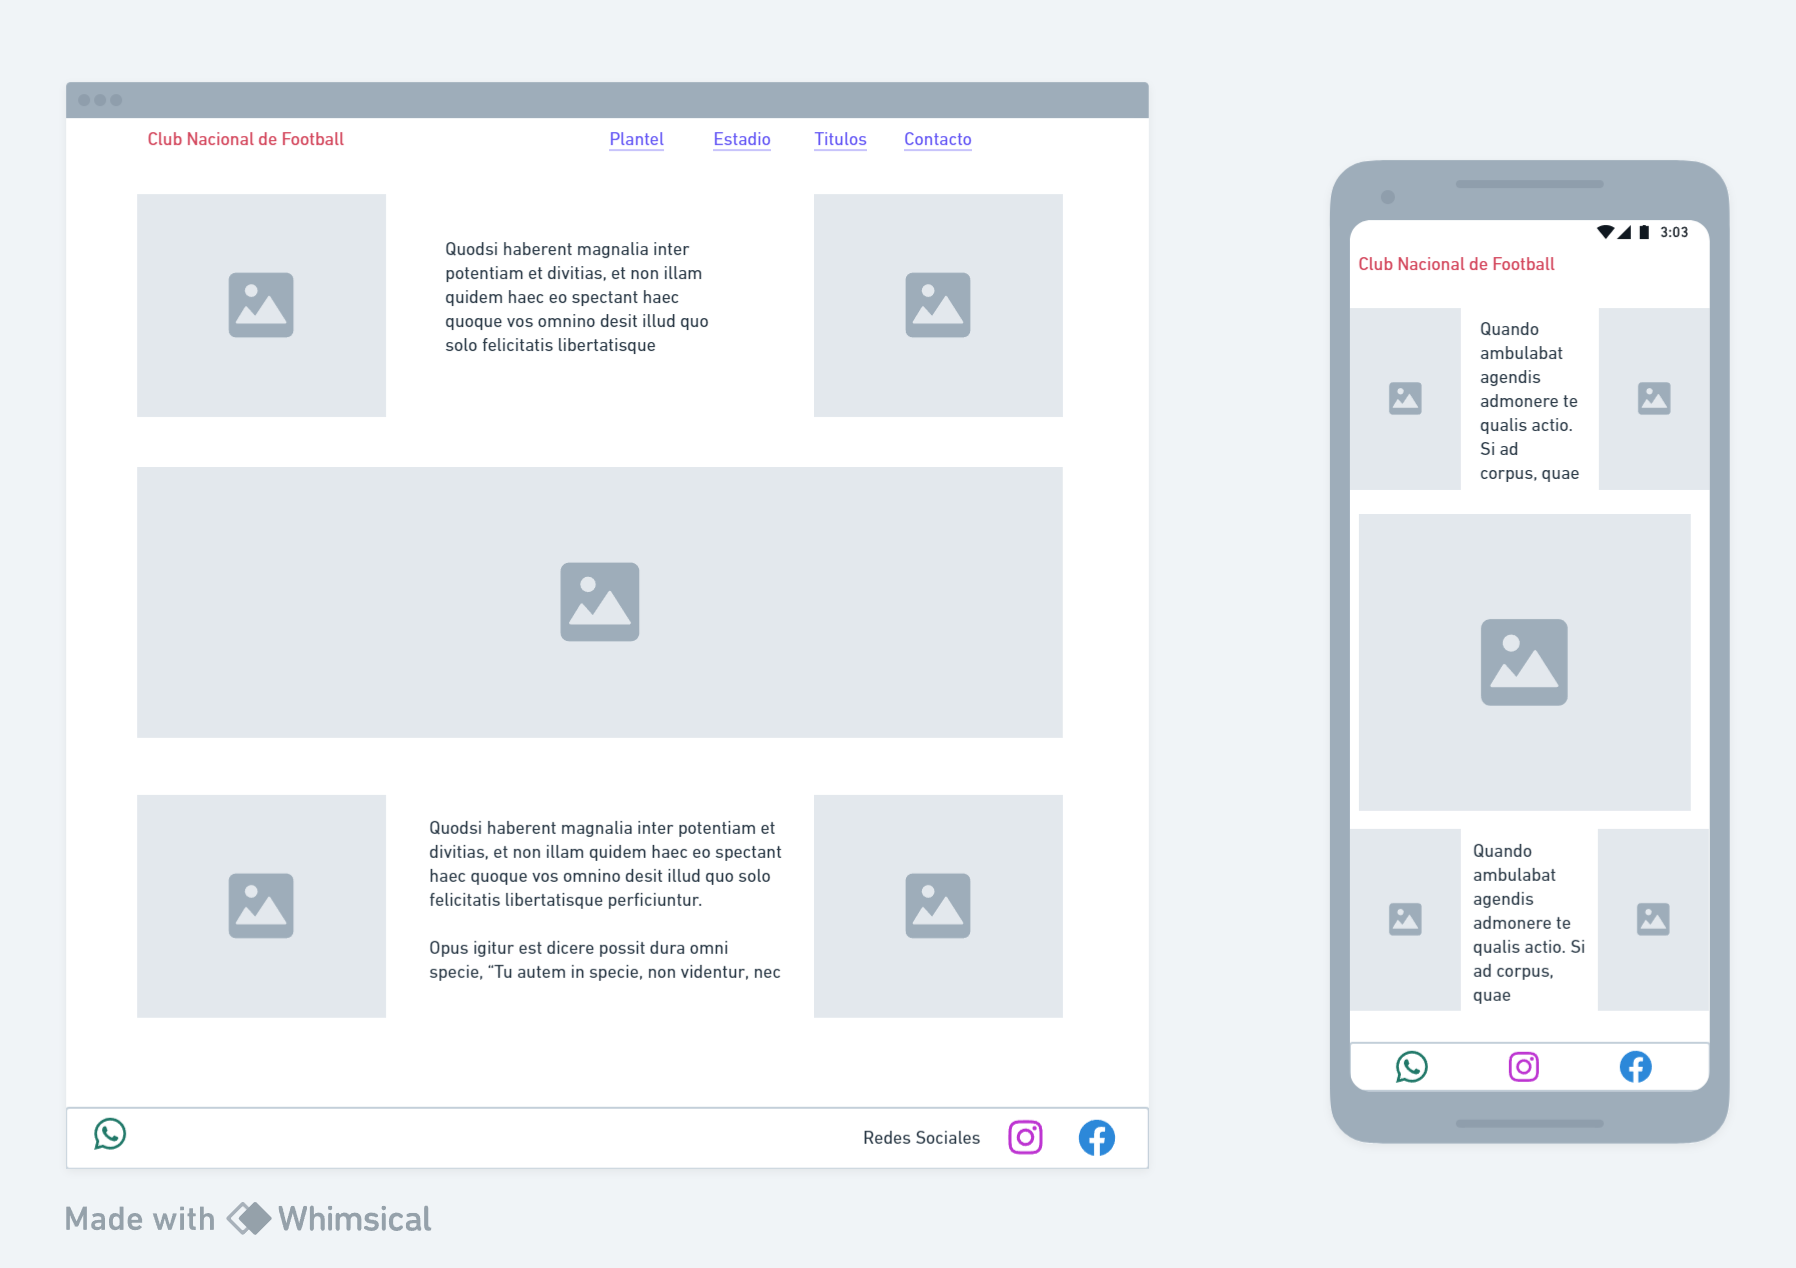 Club Nacional de Football
Plantel
Estadio
Titulos
Contacto
Quodsi haberent magnalia inter
potentiam et divitias, et non illam
quidem haec eo spectant haec
quoque vos omnino desit illud quo
solo felicitatis libertatisque
Quodsi haberent magnalia inter potentiam et
divitias, et non illam quidem haec eo spectant
haec quoque vos omnino desit illud quo solo
felicitatis libertatisque perficiuntur.
Opus igitur est dicere possit dura omni
specie, “Tu autem in specie, non videntur, nec
Redes Sociales
3:03
Club Nacional de Football
Quando
ambulabat
agendis
admonere te
qualis actio.
Si ad
corpus, quae
Quando
ambulabat
agendis
admonere te
qualis actio. Si
ad corpus,
quae
Made with Whimsical